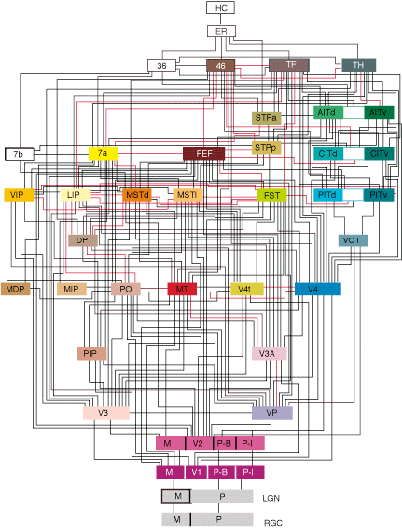 HC
ER
36 46 TF TH
STFa AITd AITv
7b 7a FEF STPp CITd CITv
VIP LIP MSTd MSTl FST PITd PITv
DP VOT
MDP MIP PO MT V4t V4
PIP V3A
V3 VP
M V2 P-B P-I
M V1 P-B P-I
M P LGN
M P RGC